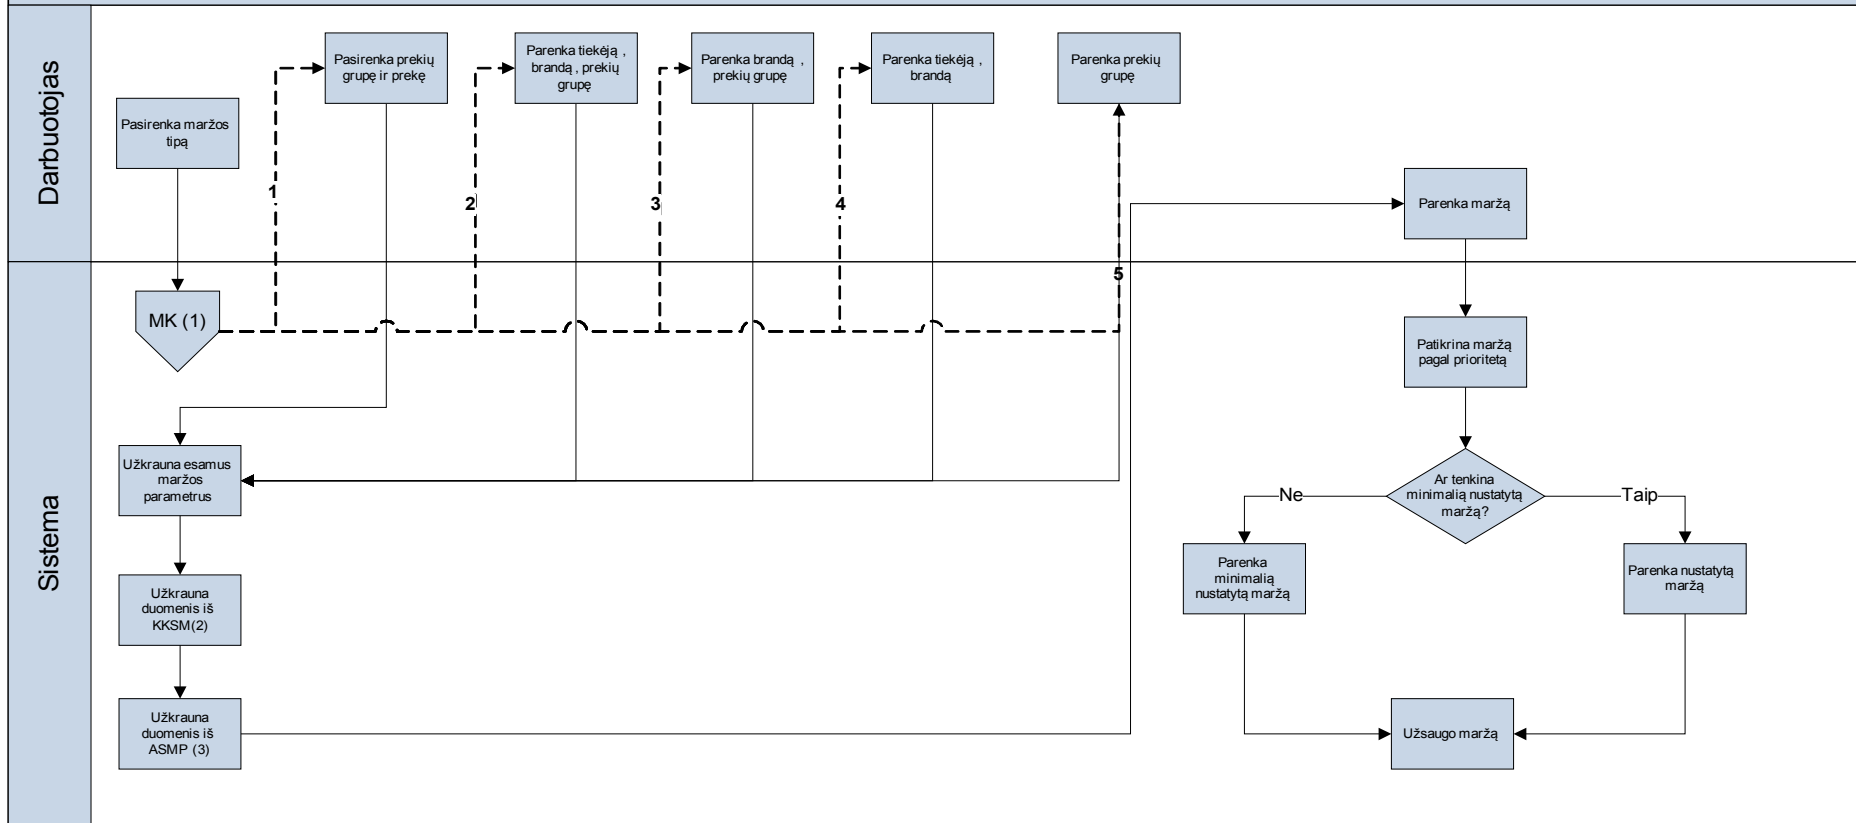 Darbuotojas
Pasirenka maržos
tipą
Pasirenka prekių
grupę ir prekę
Parenka tiekėją ,
brandą , prekių
grupę
Parenka brandą ,
prekių grupę
Parenka tiekėją ,
brandą
Parenka prekių
grupę
1
2
3
4
5
Parenka maržą
Sistema
MK (1)
Užkrauna esamus
maržos
parametrus
Užkrauna
duomenis iš
KKSM(2)
Užkrauna
duomenis iš
ASMP (3)
Patikrina maržą
pagal prioritetą
Ar tenkina
minimalią nustatytą
maržą?
Ne
Taip
Parenka
minimalią
nustatytą maržą
Parenka nustatytą
maržą
Užsaugo maržą